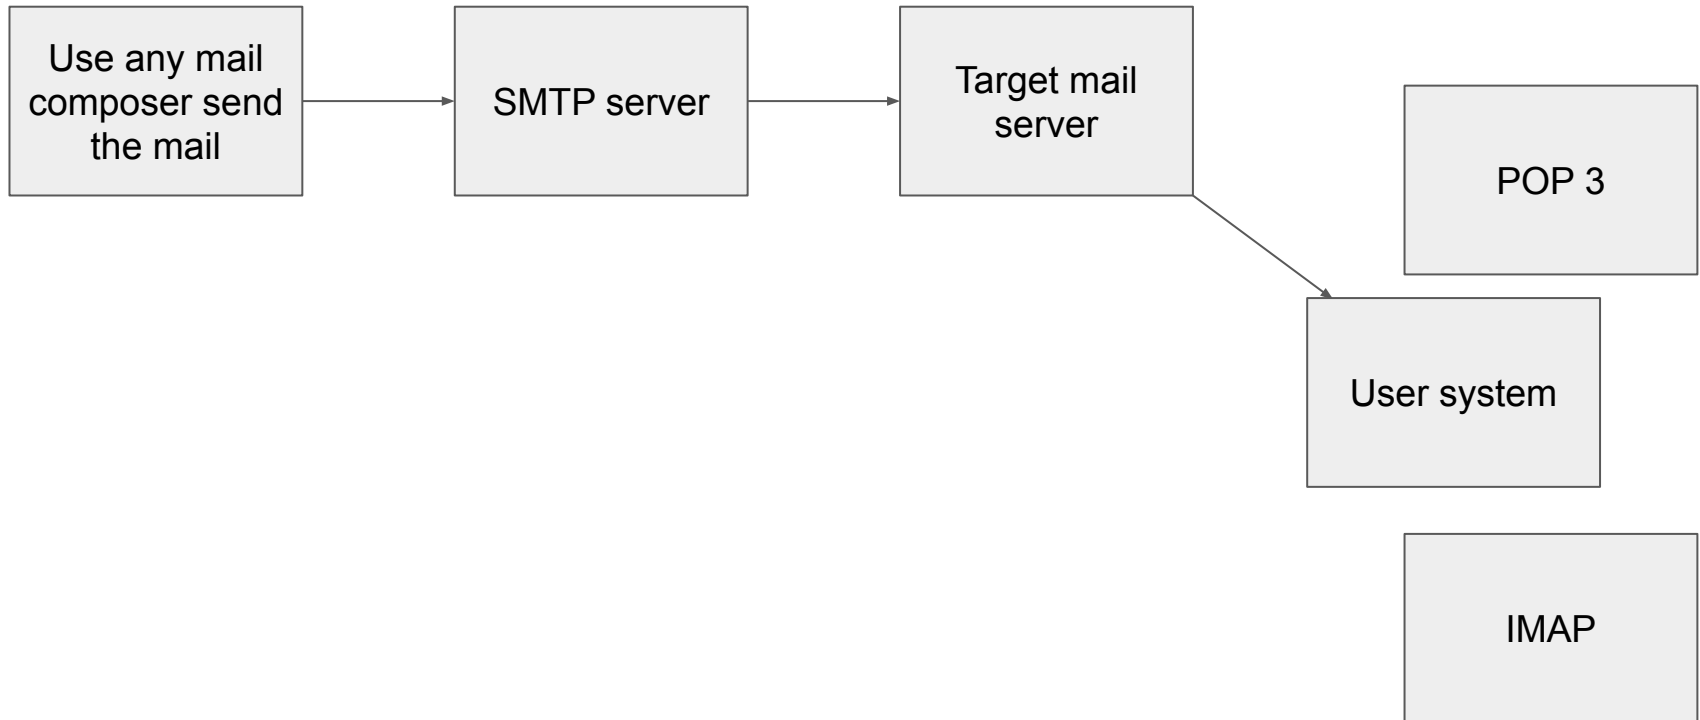 Use any mail
composer send
the mail
SMTP server
Target mail
server
POP 3
User system
IMAP